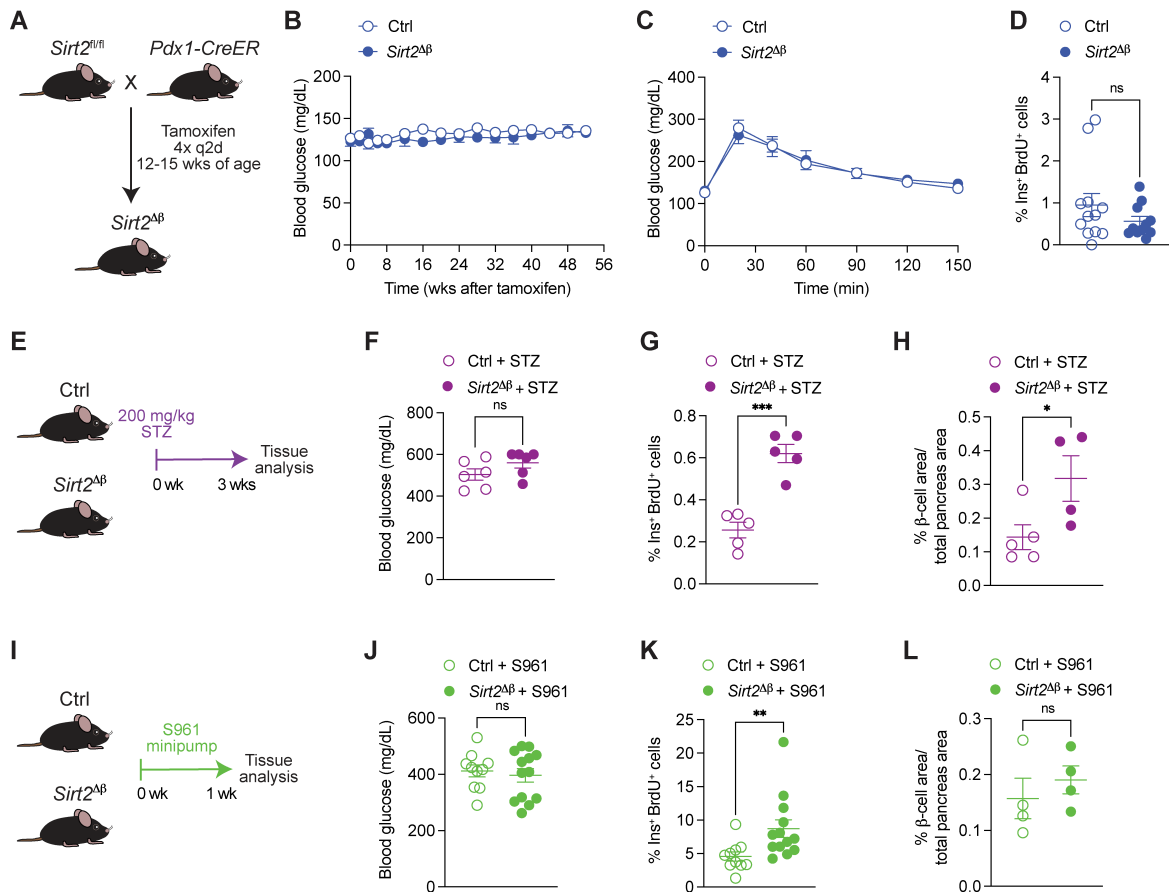 A
Sirt2fl/fl
Pdx1-CreER
X
Tamoxifen
4x q2d
12-15 wks of age
Sirt2Δβ
B
Ctrl
Sirt2Δβ
Blood glucose (mg/dL)
200
150
100
50
0
0 8 16 24 32 40 48 56
Time (wks after tamoxifen)
C
Ctrl
Sirt2Δβ
Blood glucose (mg/dL)
400
300
200
100
0
0 30 60 90 120 150
Time (min)
D
Ctrl
Sirt2Δβ
ns
% Ins+ BrdU+ cells
4
3
2
1
0
E
Ctrl
200 mg/kg
STZ
Tissue
analysis
0 wk 3 wks
Sirt2Δβ
F
Ctrl + STZ
Sirt2Δβ + STZ
ns
Blood glucose (mg/dL)
800
600
400
200
0
G
Ctrl + STZ
Sirt2Δβ + STZ
***
% Ins+ BrdU+ cells
0.8
0.6
0.4
0.2
0.0
H
Ctrl + STZ
Sirt2Δβ + STZ
*
% β-cell area/
total pancreas area
0.5
0.4
0.3
0.2
0.1
0.0
I
Ctrl
S961
minipump
Tissue
analysis
0 wk 1 wk
Sirt2Δβ
J
Ctrl + S961
Sirt2Δβ + S961
ns
Blood glucose (mg/dL)
600
400
200
0
K
Ctrl + S961
Sirt2Δβ + S961
**
% Ins+ BrdU+ cells
25
20
15
10
5
0
L
Ctrl + S961
Sirt2Δβ + S961
ns
% β-cell area/
total pancreas area
0.3
0.2
0.1
0.0